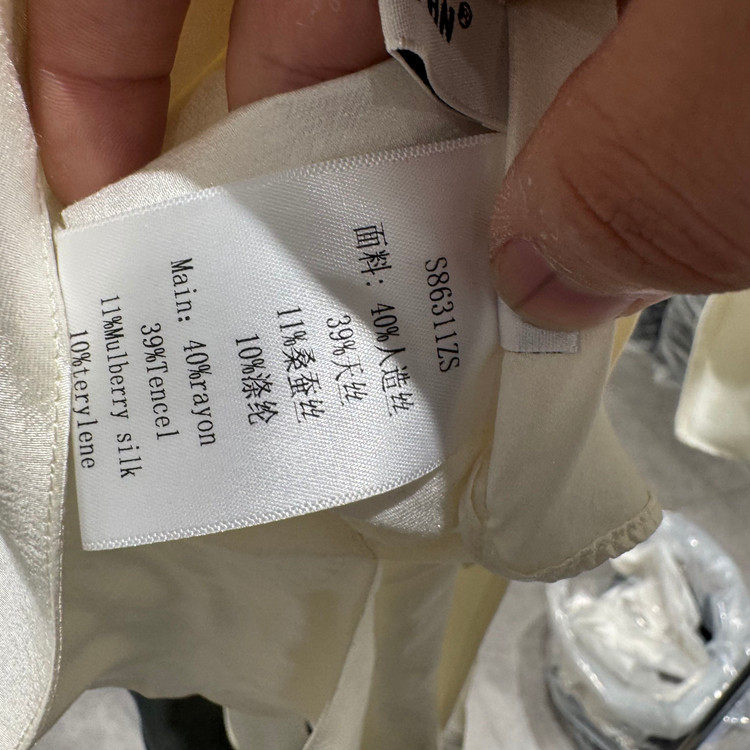 S86311ZS
面料: 40%人造丝
39%天丝
11%桑蚕丝
10%涤纶
Main: 40%rayon
39%Tencel
11%Mulberry silk
10%terylene